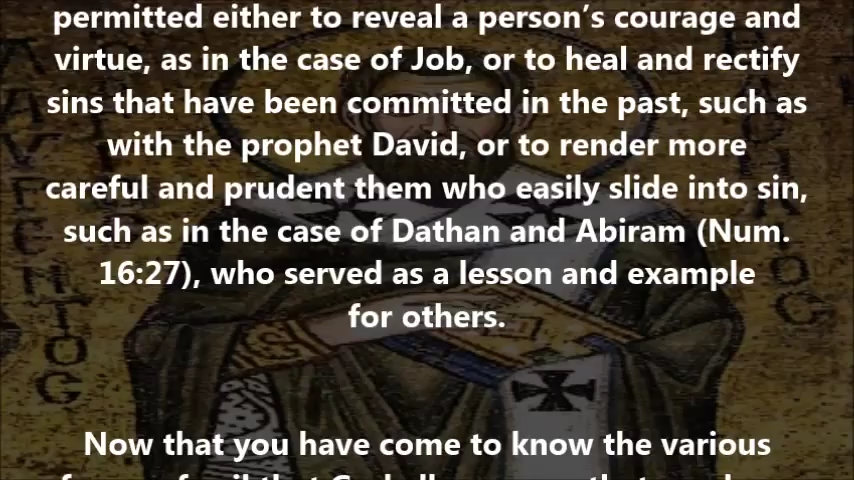 permitted either to reveal a person’s courage and
virtue, as in the case of Job, or to heal and rectify
sins that have been committed in the past, such as
with the prophet David, or to render more
careful and prudent them who easily slide into sin,
such as in the case of Dathan and Abiram (Num.
16:27), who served as a lesson and example
for others.
Now that you have come to know the various